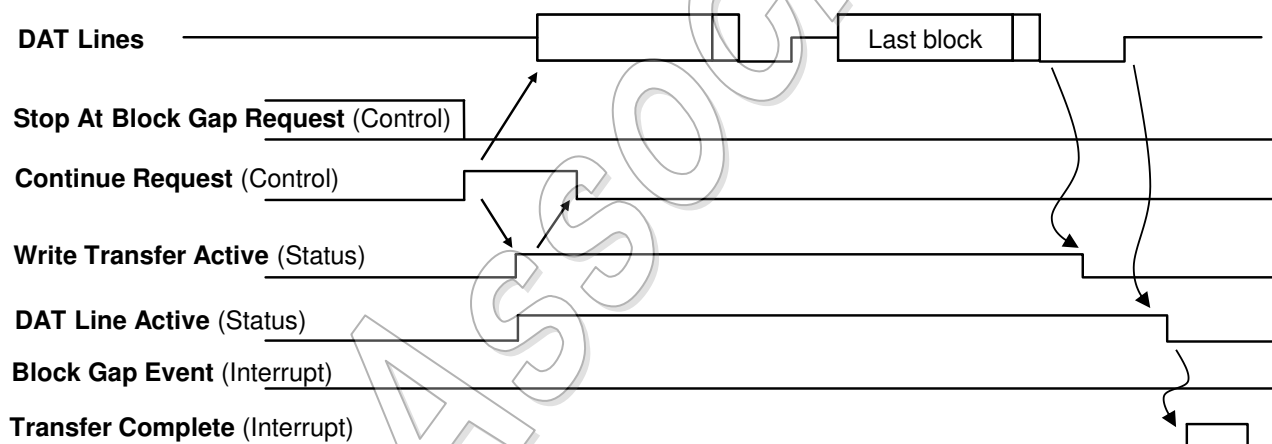 DAT Lines
Last block
Stop At Block Gap Request (Control)
Continue Request (Control)
Write Transfer Active (Status)
DAT Line Active (Status)
Block Gap Event (Interrupt)
Transfer Complete (Interrupt)
Assoc